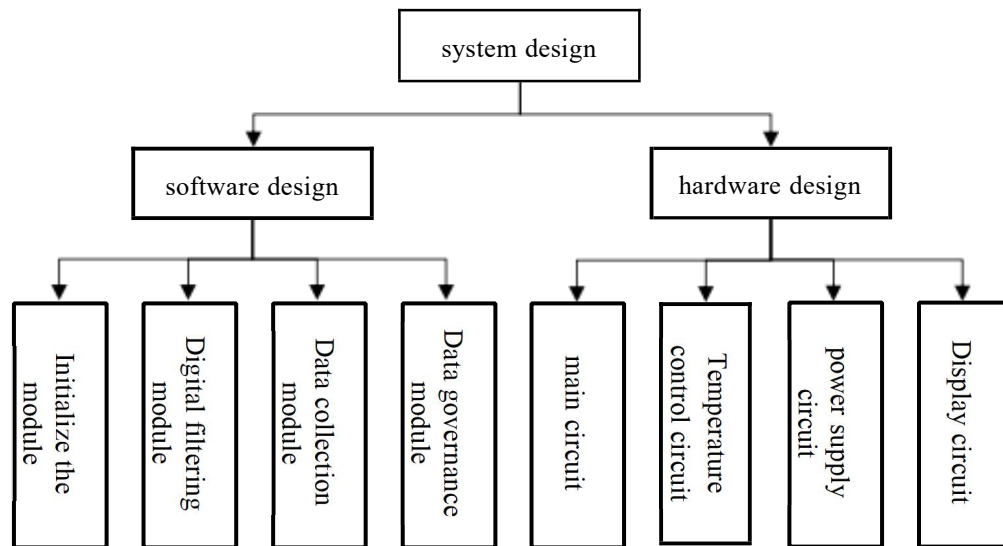 system design
software design
hardware design
Initialize the
module
Digital filtering
module
Data collection
module
Data governance
module
main circuit
Temperature
control circuit
power supply
circuit
Display circuit